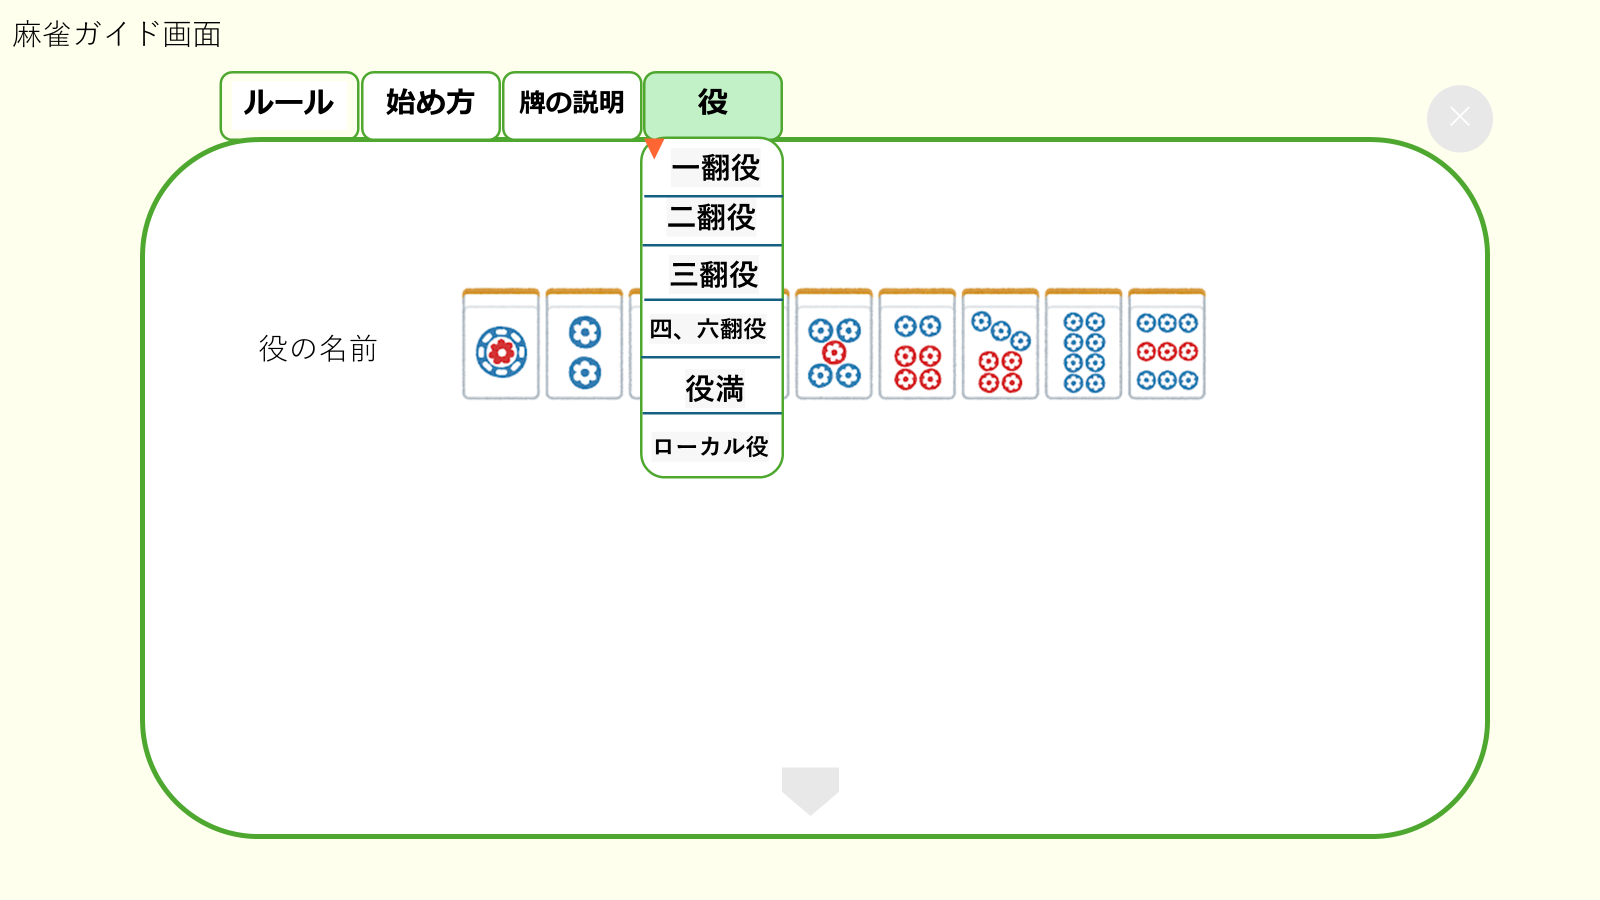 麻雀ガイド画面
ルール
始め方
牌の説明
役
一翻役
二翻役
三翻役
四、六翻役
役満
ローカル役
役の名前